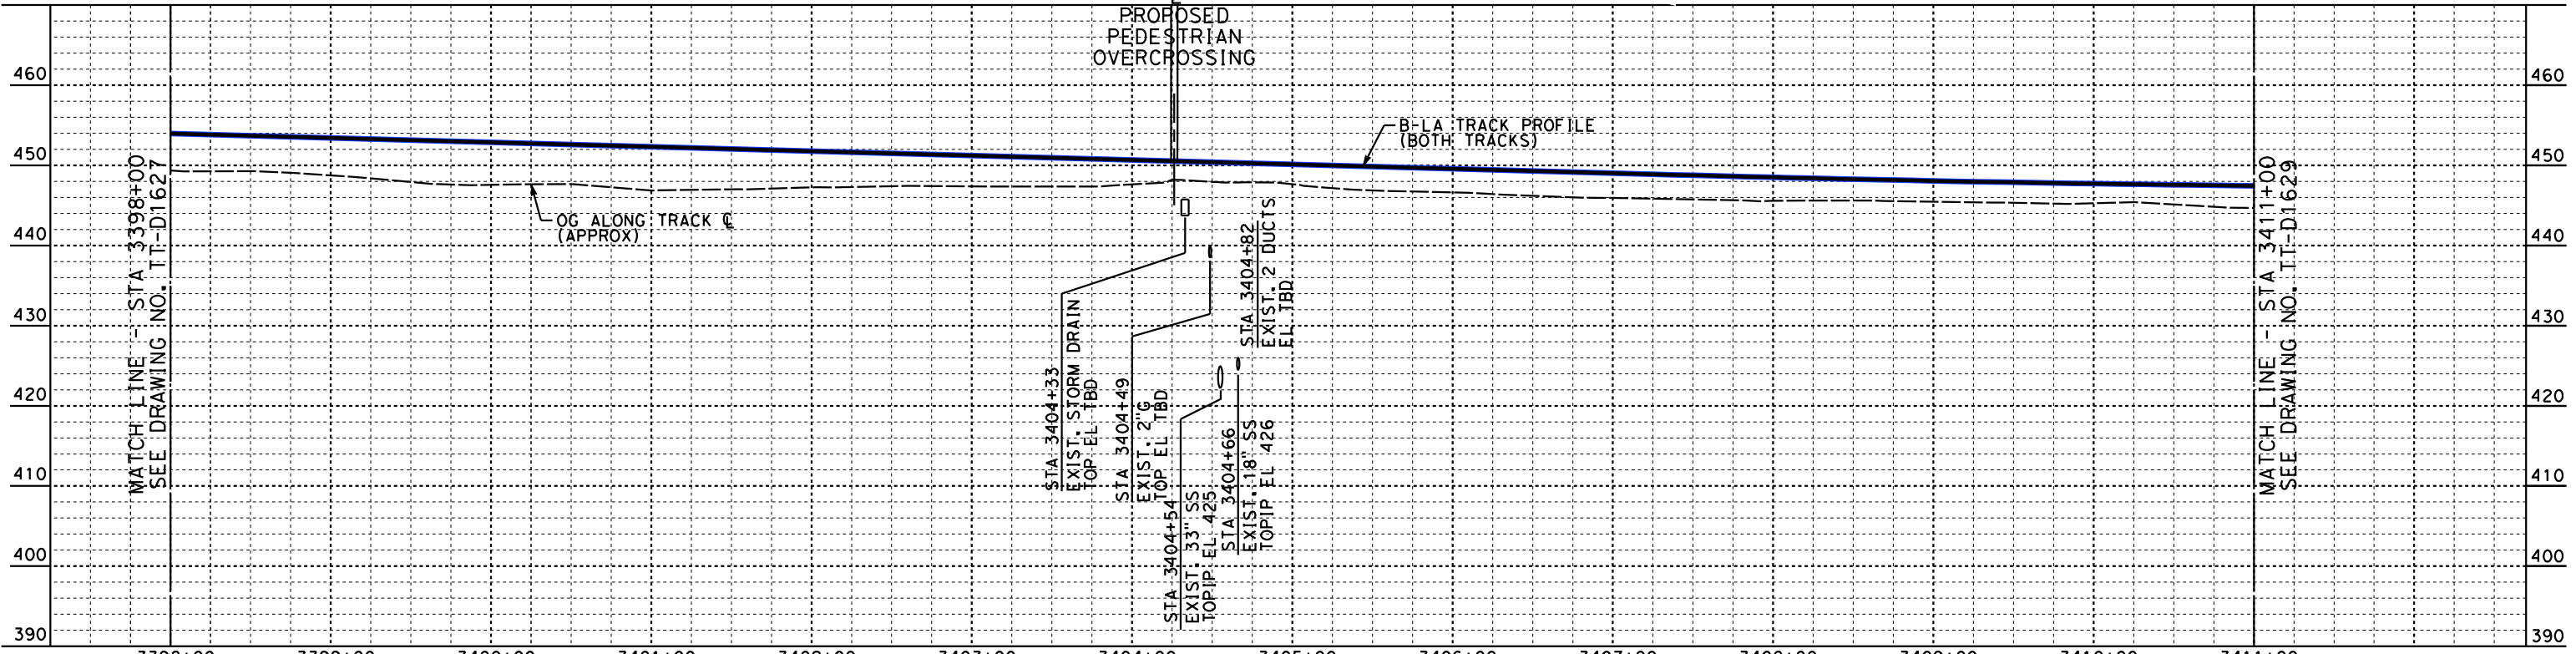 PROPOSED
PEDESTRIAN
OVERCROSSING
460
450
440
430
420
410
400
390
MATCH LINE - STA 3398+00
SEE DRAWING NO. TT-D1627
OG ALONG TRACK ℄
(APPROX)
B-LA TRACK PROFILE
(BOTH TRACKS)
STA 3404+33
EXIST. STORM DRAIN
TOP EL TBD
STA 3404+49
EXIST. 2"G
TOP EL TBD
STA 3404+54
EXIST. 33" SS
TOPIP EL 425
STA 3404+66
EXIST. 18" SS
TOPIP EL 426
STA 3404+82
EXIST. 2 DUCTS
EL TBD
MATCH LINE - STA 3411+00
SEE DRAWING NO. TT-D1629
460
450
440
430
420
410
400
390